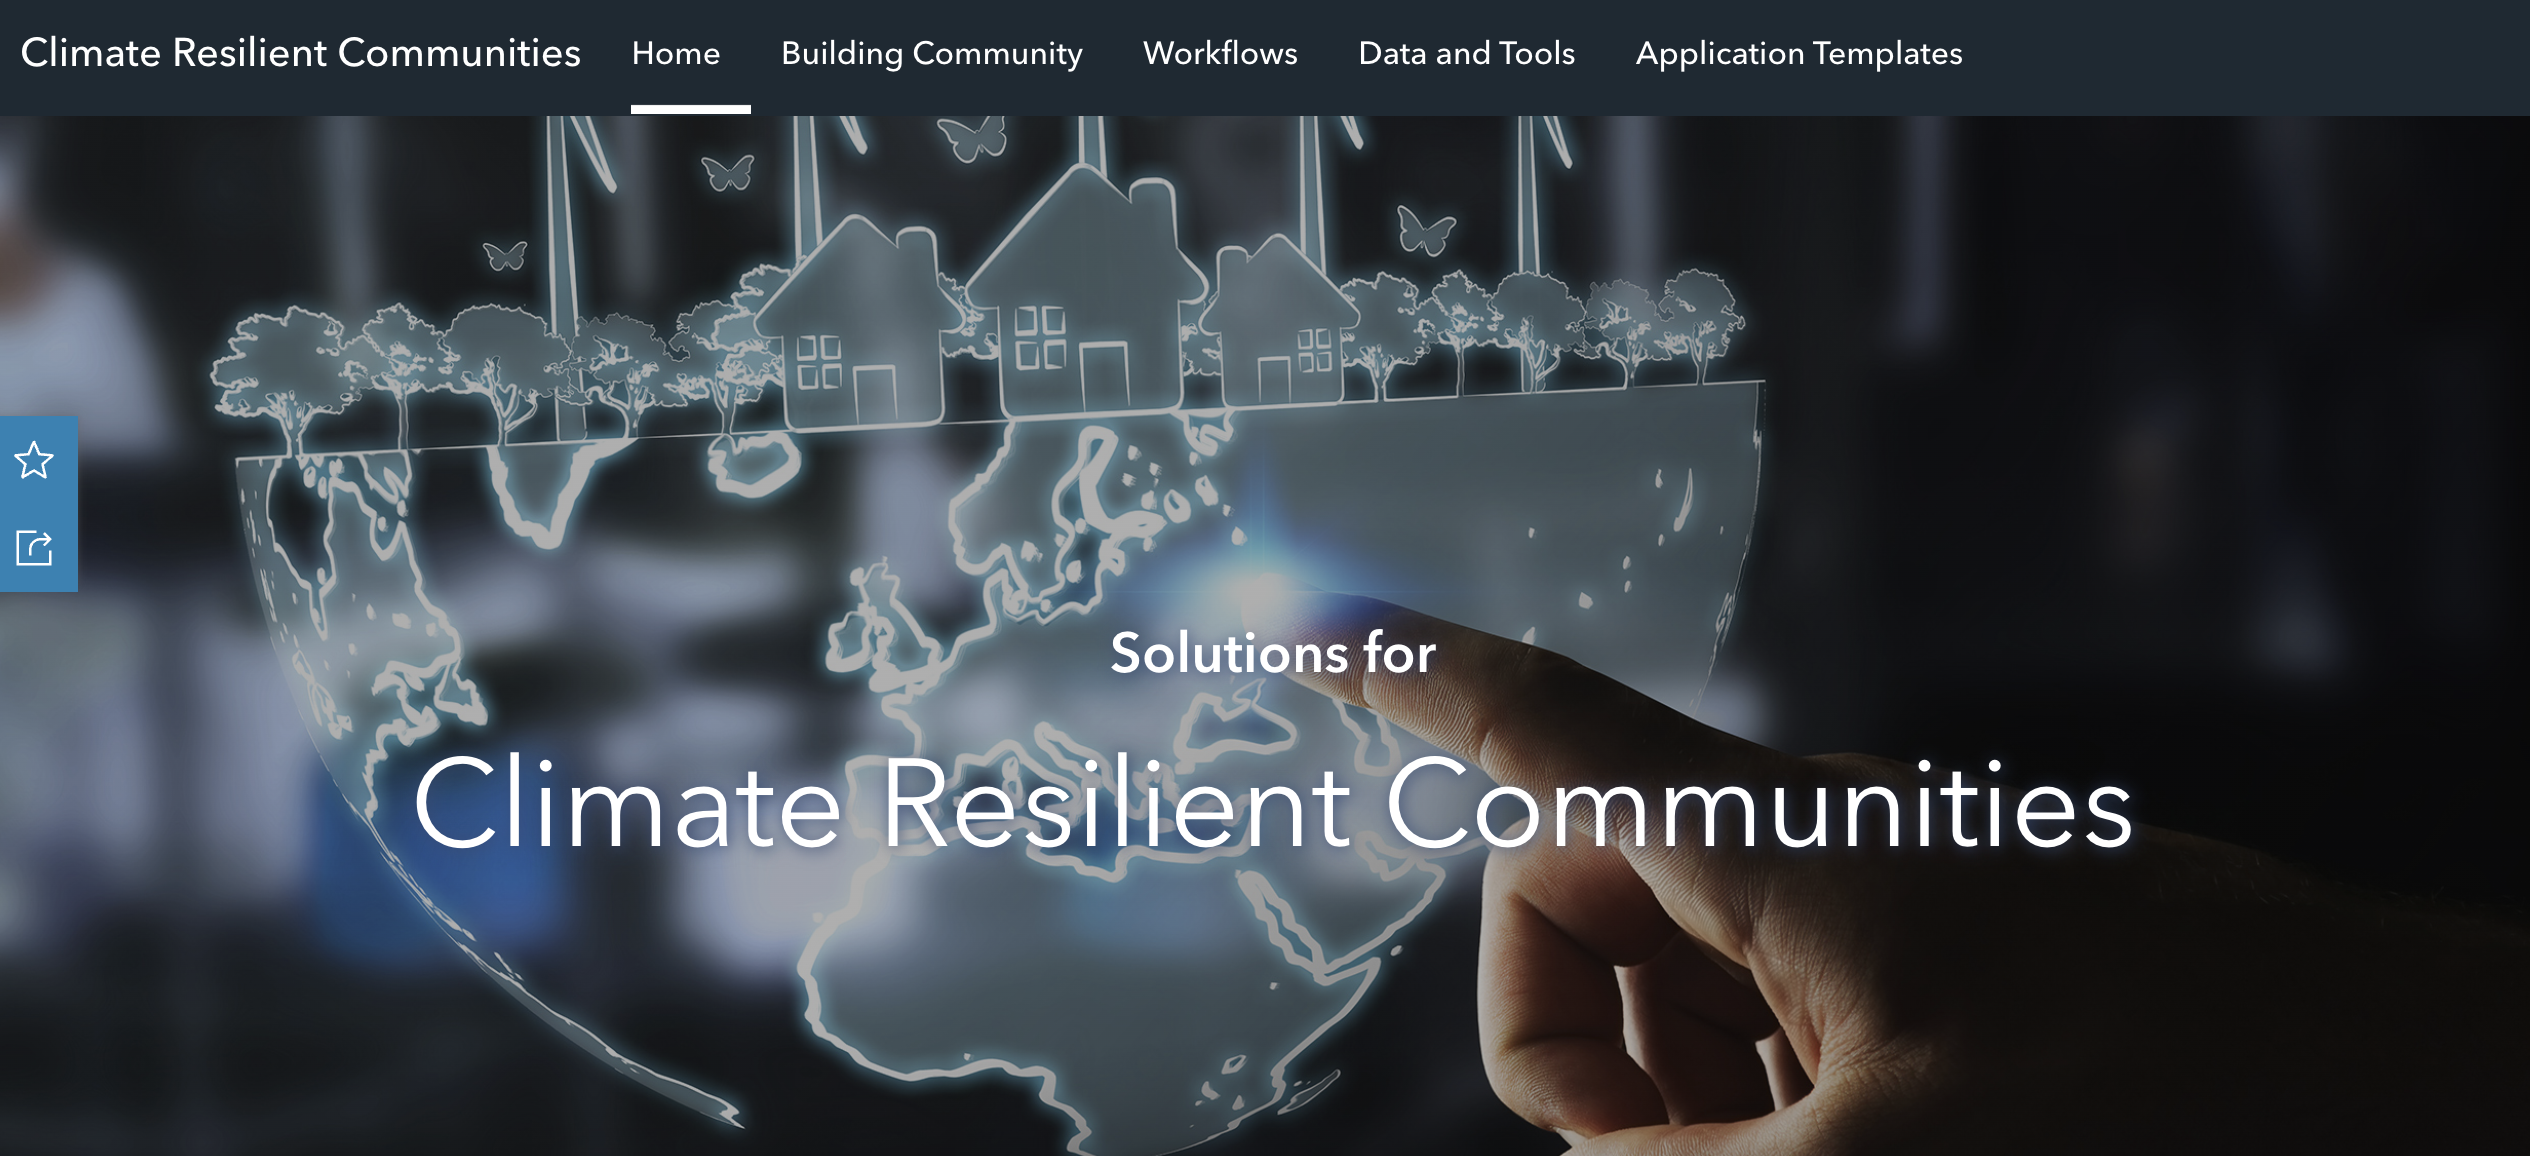 Climate Resilient Communities
Home
Building Community
Workflows
Data and Tools
Application Templates
Solutions for
Climate Resilient Communities